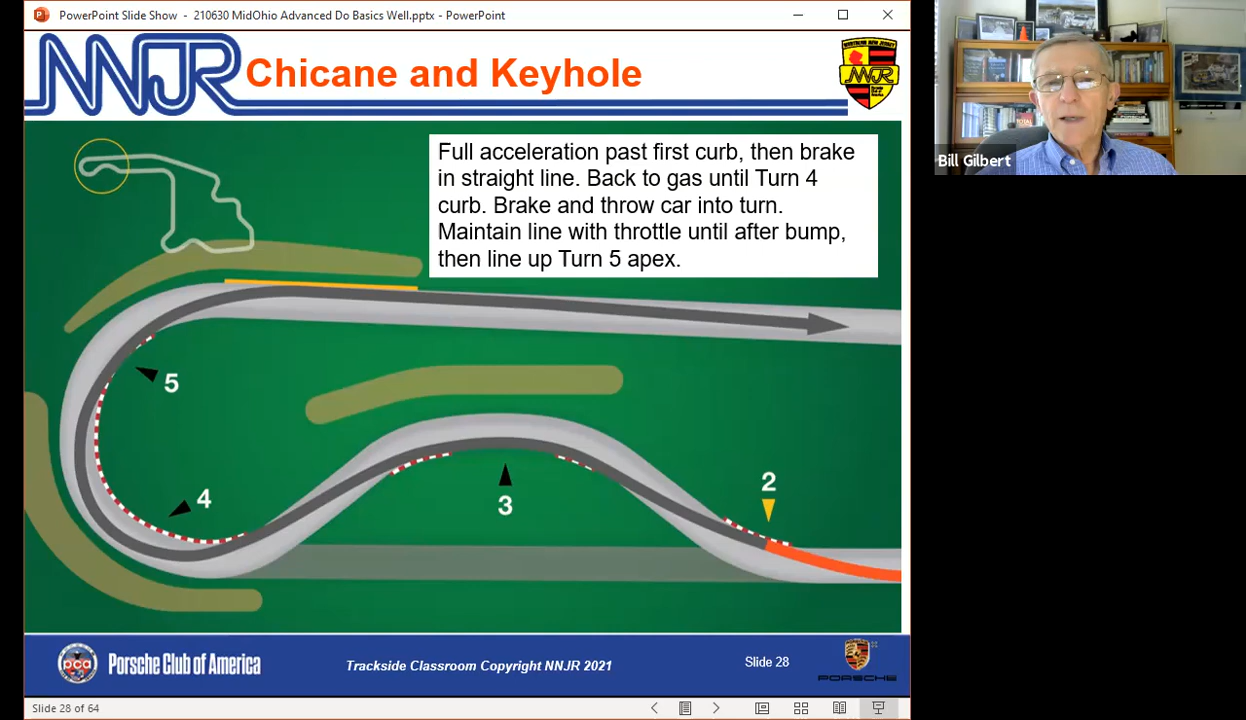 PowerPoint Slide Show - 210630 MidOhio Advanced Do Basics Well.pptx - PowerPoint
NNJR
Chicane and Keyhole
NNJR
Full acceleration past first curb, then brake
in straight line. Back to gas until Turn 4
curb. Brake and throw car into turn.
Maintain line with throttle until after bump,
then line up Turn 5 apex.
Bill Gilbert
5
4
3
2
pca
Porsche Club of America
Trackside Classroom Copyright NNJR 2021
Slide 28
PORSCHE
Slide 28 of 64